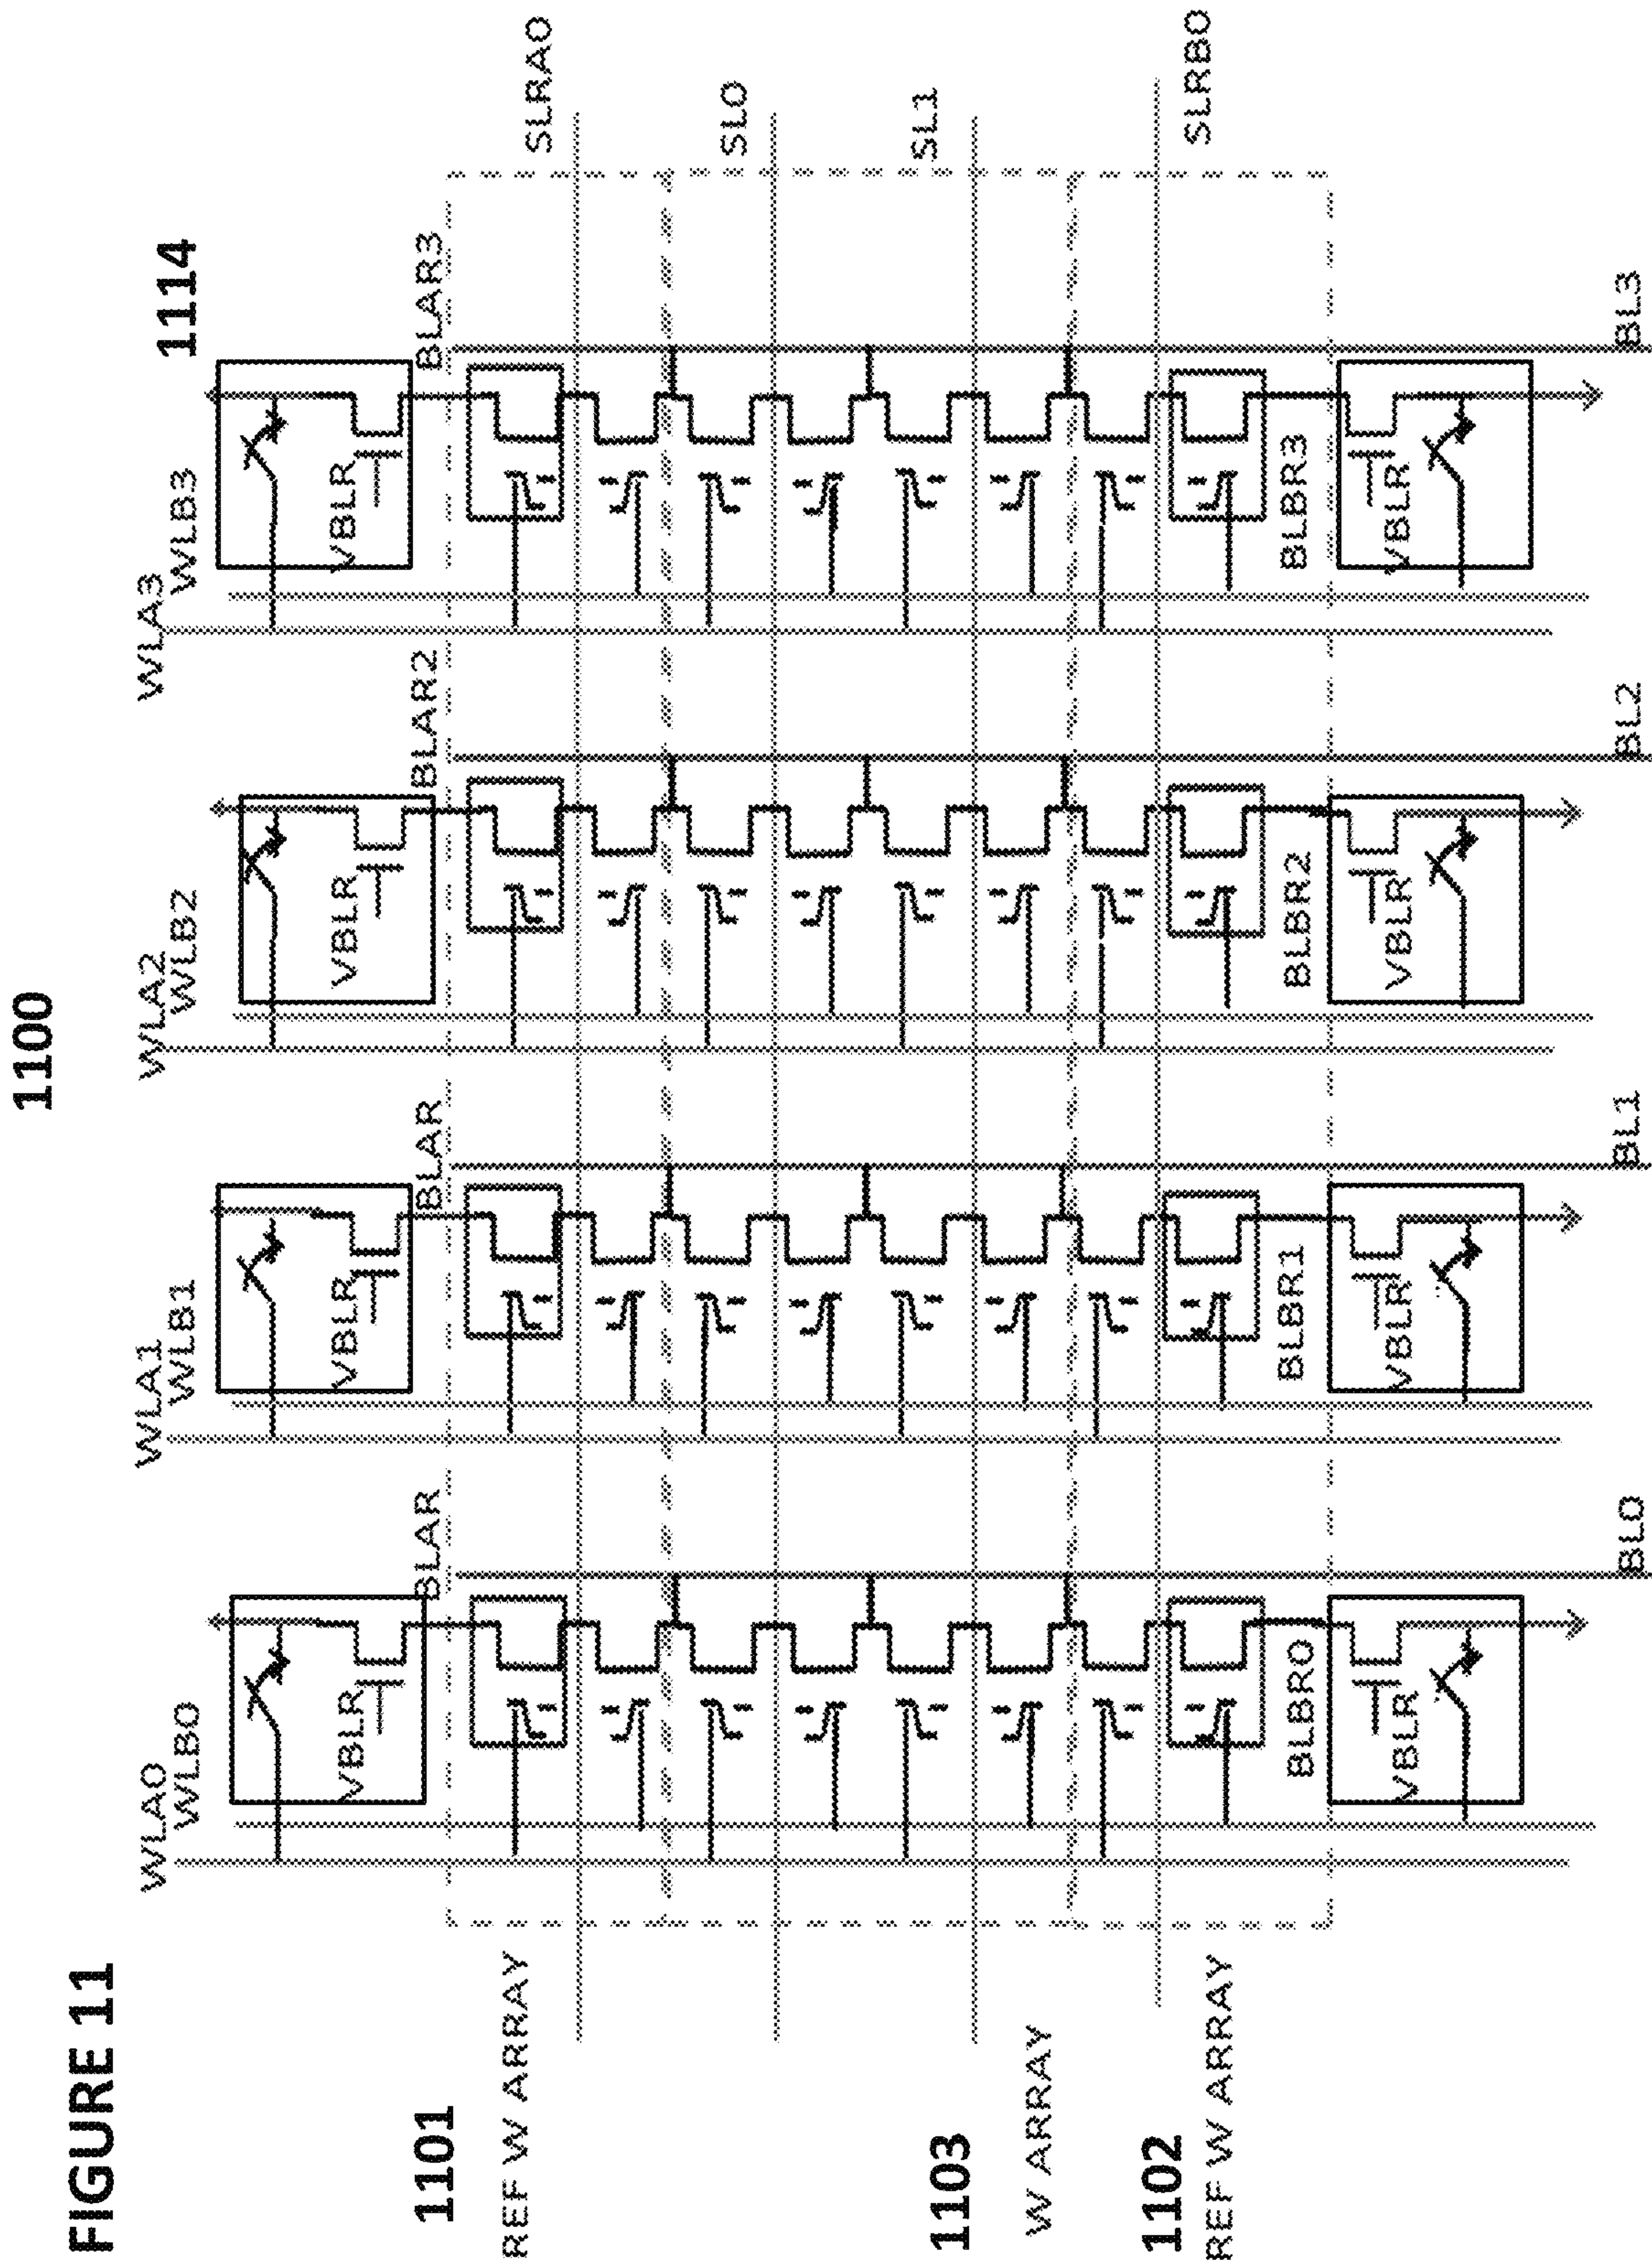 1100
FIGURE 11
WLA0 WLA1 WLA2 WLA3
WLB0 WLB1 WLB2 WLB3
1114
VBLR VBLR VBLR VBLR
1101
BLAR BLAR BLAR2 BLAR3
REF W ARRAY
SLRA0
SL0
SL1
1103
W ARRAY
1102
SLRB0
REF W ARRAY
BLBR0 BLBR1 BLBR2 BLBR3
VBLR VBLR VBLR VBLR
BL0 BL1 BL2 BL3